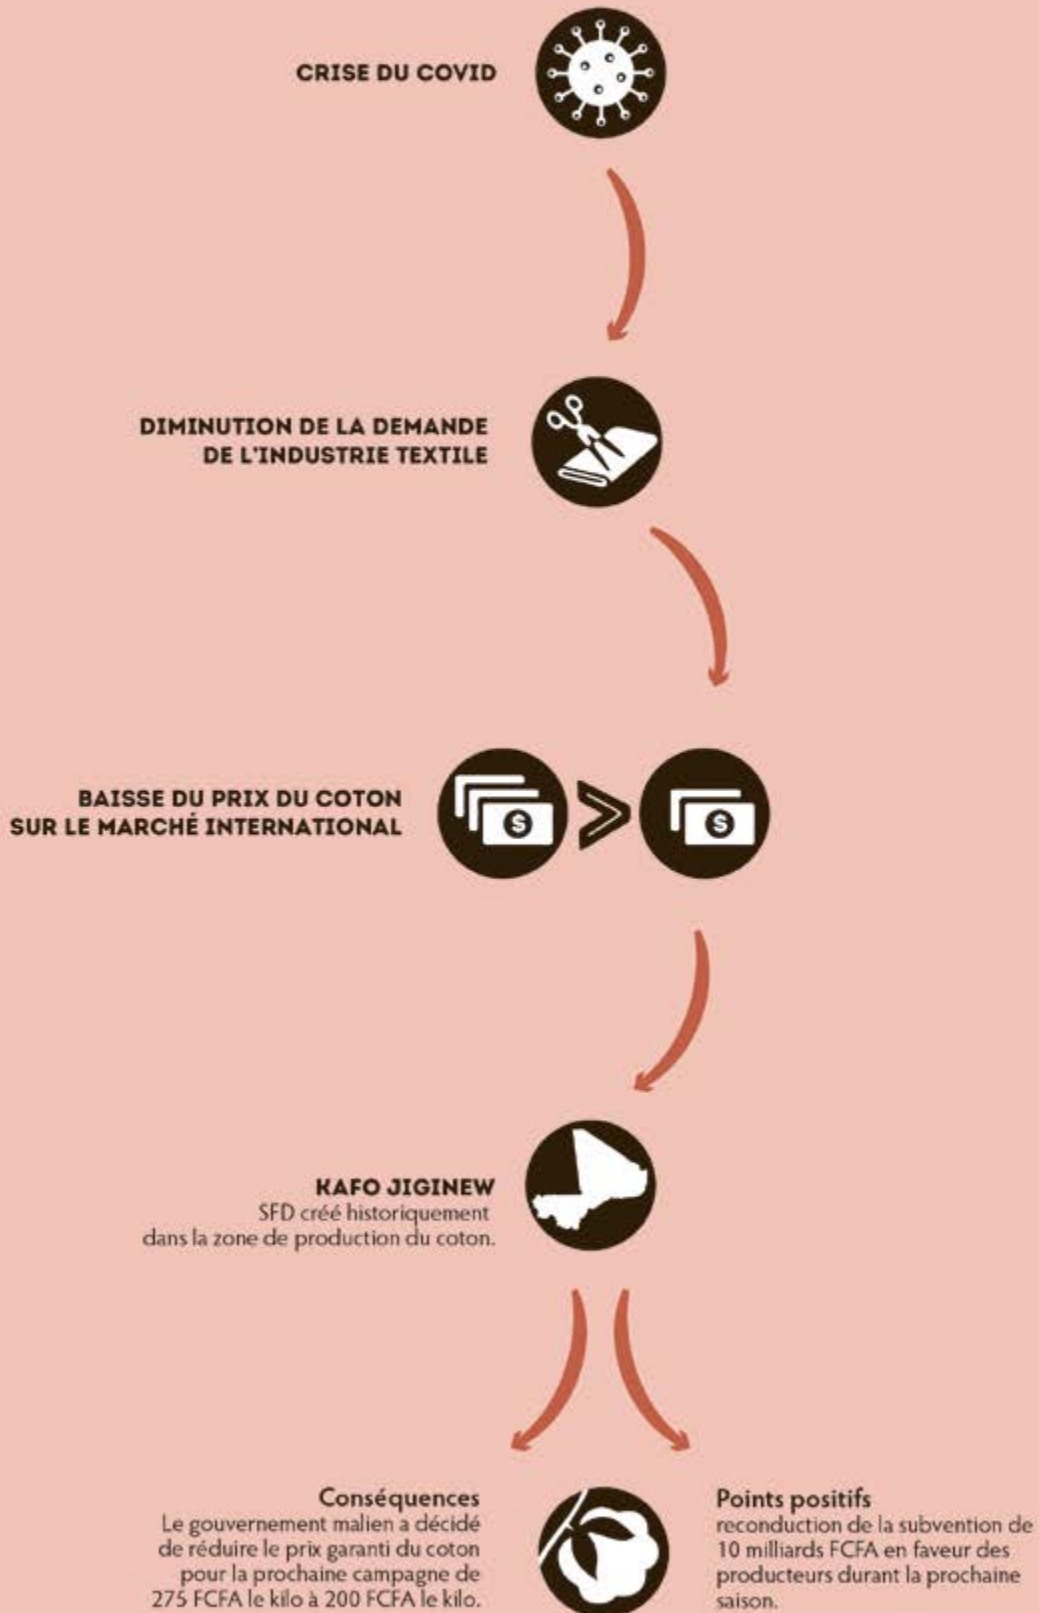 CRISE DU COVID
DIMINUTION DE LA DEMANDE
DE L'INDUSTRIE TEXTILE
BAISSE DU PRIX DU COTON
SUR LE MARCHÉ INTERNATIONAL
KAFO JIGINEW
SFD créé historiquement
dans la zone de production du coton.
Conséquences
Le gouvernement malien a décidé
de réduire le prix garanti du coton
pour la prochaine campagne de
275 FCFA le kilo à 200 FCFA le kilo.
Points positifs
reconduction de la subvention de
10 milliards FCFA en faveur des
producteurs durant la prochaine
saison.